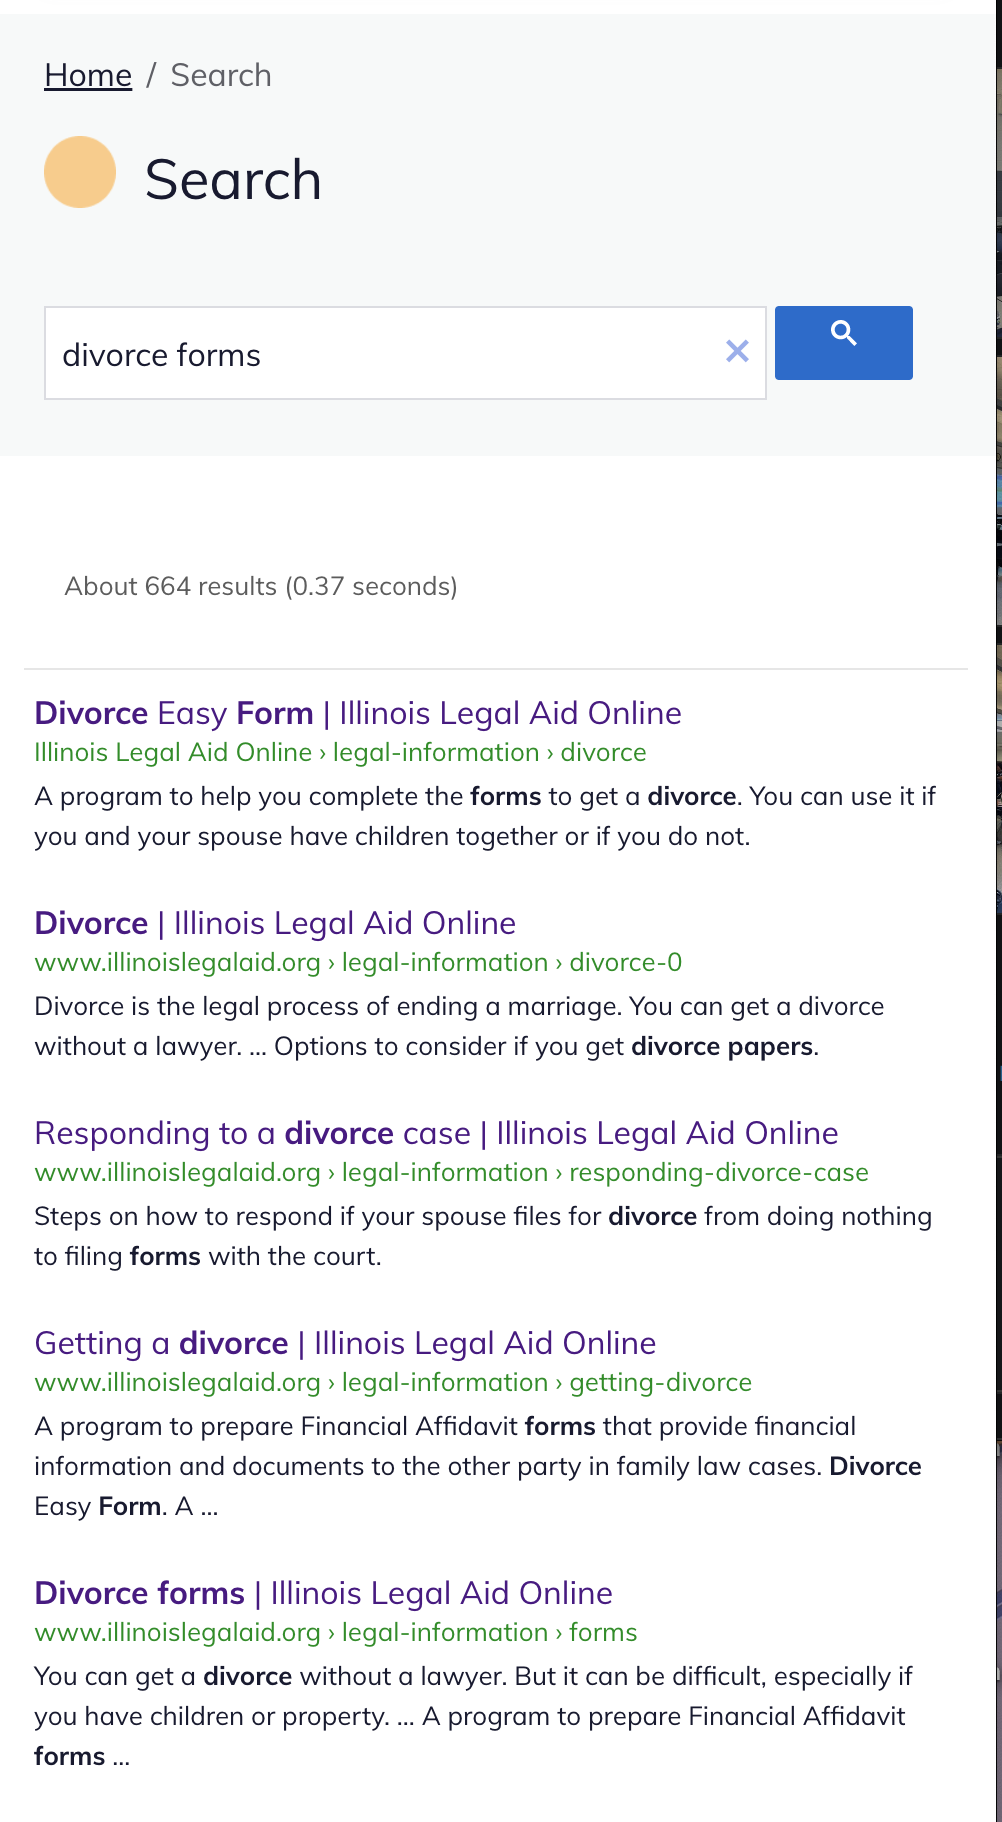 Home / Search
Search
divorce forms
About 664 results (0.37 seconds)
Divorce Easy Form | Illinois Legal Aid Online
Illinois Legal Aid Online › legal-information › divorce
A program to help you complete the forms to get a divorce. You can use it if
you and your spouse have children together or if you do not.
Divorce | Illinois Legal Aid Online
www.illinoislegalaid.org › legal-information › divorce-0
Divorce is the legal process of ending a marriage. You can get a divorce
without a lawyer. ... Options to consider if you get divorce papers.
Responding to a divorce case | Illinois Legal Aid Online
www.illinoislegalaid.org › legal-information › responding-divorce-case
Steps on how to respond if your spouse files for divorce from doing nothing
to filing forms with the court.
Getting a divorce | Illinois Legal Aid Online
www.illinoislegalaid.org › legal-information › getting-divorce
A program to prepare Financial Affidavit forms that provide financial
information and documents to the other party in family law cases. Divorce
Easy Form. A ...
Divorce forms | Illinois Legal Aid Online
www.illinoislegalaid.org › legal-information › forms
You can get a divorce without a lawyer. But it can be difficult, especially if
you have children or property. ... A program to prepare Financial Affidavit
forms ...